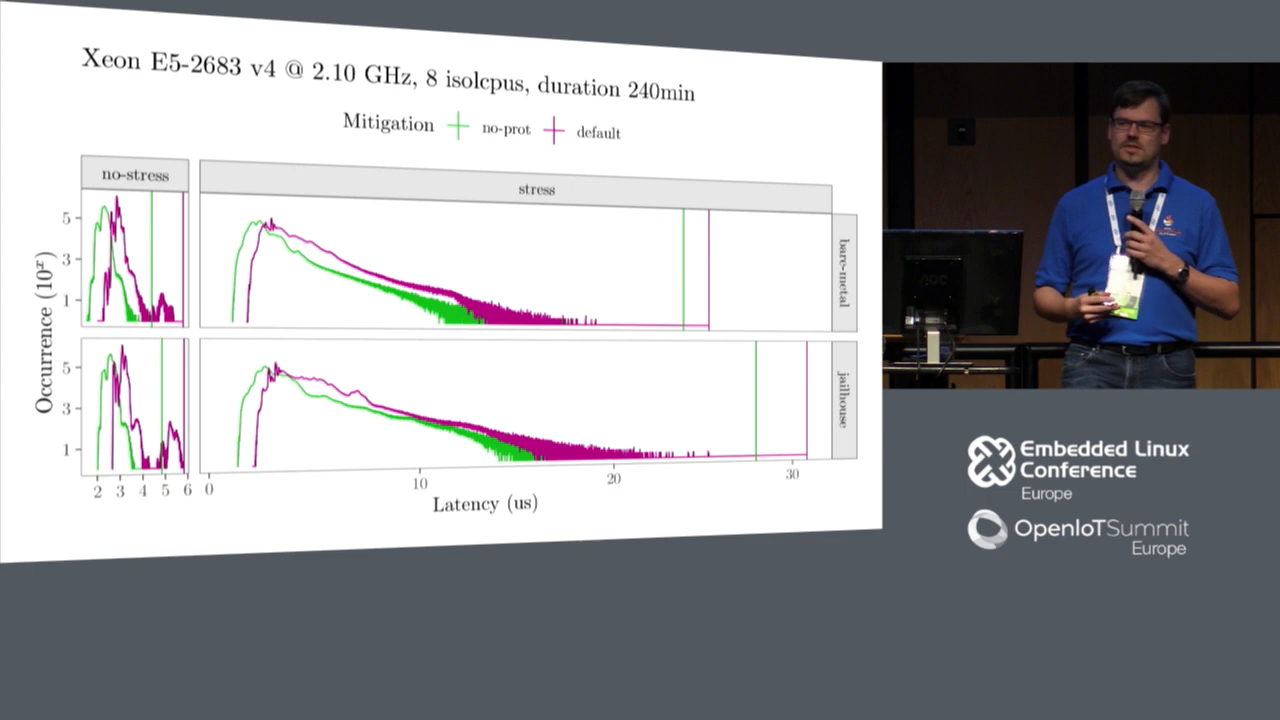 Xeon E5-2683 v4 @ 2.10 GHz, 8 isolcpus, duration 240min
Mitigation no-prot default
no-stress
stress
Occurrence (10ˣ)
5
3
1
bare-metal
5
3
1
jailhouse
2 3 4 5 6 0 10 20 30
Latency (us)
AOC
Embedded Linux
Conference
Europe
OpenIoTSummit
Europe